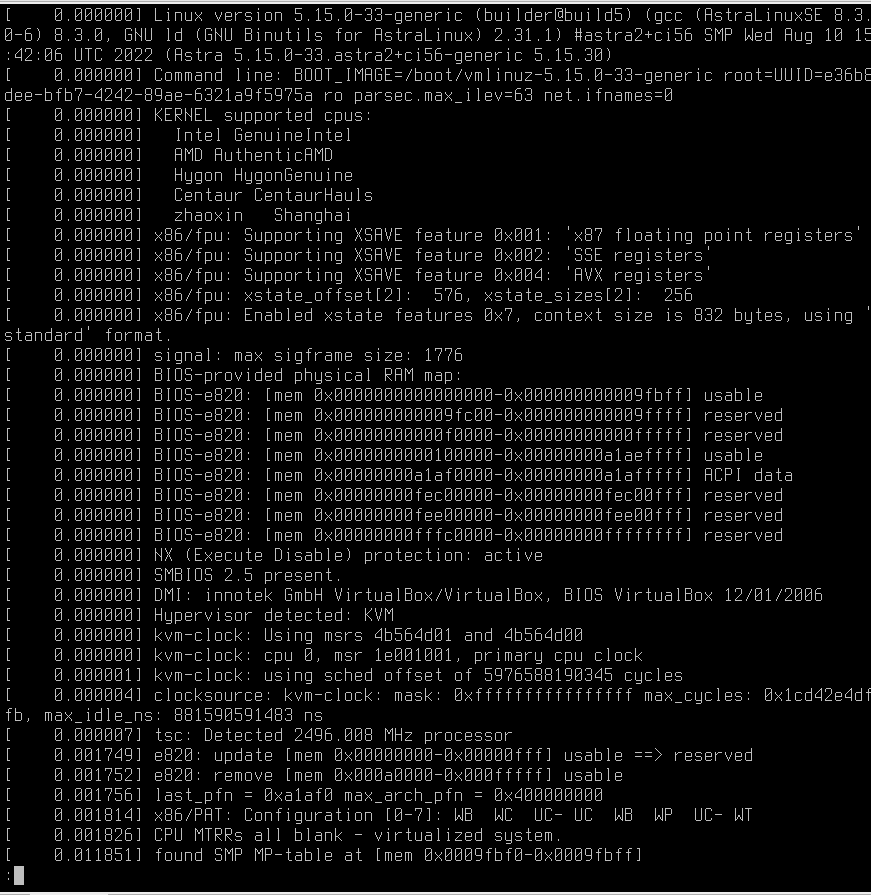 [    0.000000] Linux version 5.15.0-33-generic (builder@build5) (gcc (AstraLinuxSE 8.3.
0-6) 8.3.0, GNU ld (GNU Binutils for AstraLinux) 2.31.1) #astra2+ci56 SMP Wed Aug 10 15
:42:06 UTC 2022 (Astra 5.15.0-33.astra2+ci56-generic 5.15.30)
[    0.000000] Command line: BOOT_IMAGE=/boot/vmlinuz-5.15.0-33-generic root=UUID=e36b8
dee-bfb7-4242-89ae-6321a9f5975a ro parsec.max_ilev=63 net.ifnames=0
[    0.000000] KERNEL supported cpus:
[    0.000000]   Intel GenuineIntel
[    0.000000]   AMD AuthenticAMD
[    0.000000]   Hygon HygonGenuine
[    0.000000]   Centaur CentaurHauls
[    0.000000]   zhaoxin   Shanghai
[    0.000000] x86/fpu: Supporting XSAVE feature 0x001: 'x87 floating point registers'
[    0.000000] x86/fpu: Supporting XSAVE feature 0x002: 'SSE registers'
[    0.000000] x86/fpu: Supporting XSAVE feature 0x004: 'AVX registers'
[    0.000000] x86/fpu: xstate_offset[2]:  576, xstate_sizes[2]:  256
[    0.000000] x86/fpu: Enabled xstate features 0x7, context size is 832 bytes, using '
standard' format.
[    0.000000] signal: max sigframe size: 1776
[    0.000000] BIOS-provided physical RAM map:
[    0.000000] BIOS-e820: [mem 0x0000000000000000-0x000000000009fbff] usable
[    0.000000] BIOS-e820: [mem 0x000000000009fc00-0x000000000009ffff] reserved
[    0.000000] BIOS-e820: [mem 0x00000000000f0000-0x00000000000fffff] reserved
[    0.000000] BIOS-e820: [mem 0x0000000000100000-0x00000000a1aeffff] usable
[    0.000000] BIOS-e820: [mem 0x00000000a1af0000-0x00000000a1afffff] ACPI data
[    0.000000] BIOS-e820: [mem 0x00000000fec00000-0x00000000fec00fff] reserved
[    0.000000] BIOS-e820: [mem 0x00000000fee00000-0x00000000fee00fff] reserved
[    0.000000] BIOS-e820: [mem 0x00000000fffc0000-0x00000000ffffffff] reserved
[    0.000000] NX (Execute Disable) protection: active
[    0.000000] SMBIOS 2.5 present.
[    0.000000] DMI: innotek GmbH VirtualBox/VirtualBox, BIOS VirtualBox 12/01/2006
[    0.000000] Hypervisor detected: KVM
[    0.000000] kvm-clock: Using msrs 4b564d01 and 4b564d00
[    0.000000] kvm-clock: cpu 0, msr 1e001001, primary cpu clock
[    0.000001] kvm-clock: using sched offset of 5976588190345 cycles
[    0.000004] clocksource: kvm-clock: mask: 0xffffffffffffffff max_cycles: 0x1cd42e4df
fb, max_idle_ns: 881590591483 ns
[    0.000007] tsc: Detected 2496.008 MHz processor
[    0.001749] e820: update [mem 0x00000000-0x00000fff] usable ==> reserved
[    0.001752] e820: remove [mem 0x000a0000-0x000fffff] usable
[    0.001756] last_pfn = 0xa1af0 max_arch_pfn = 0x400000000
[    0.001814] x86/PAT: Configuration [0-7]: WB  WC  UC- UC  WB  WP  UC- WT
[    0.001826] CPU MTRRs all blank - virtualized system.
[    0.011851] found SMP MP-table at [mem 0x0009fbf0-0x0009fbff]
: